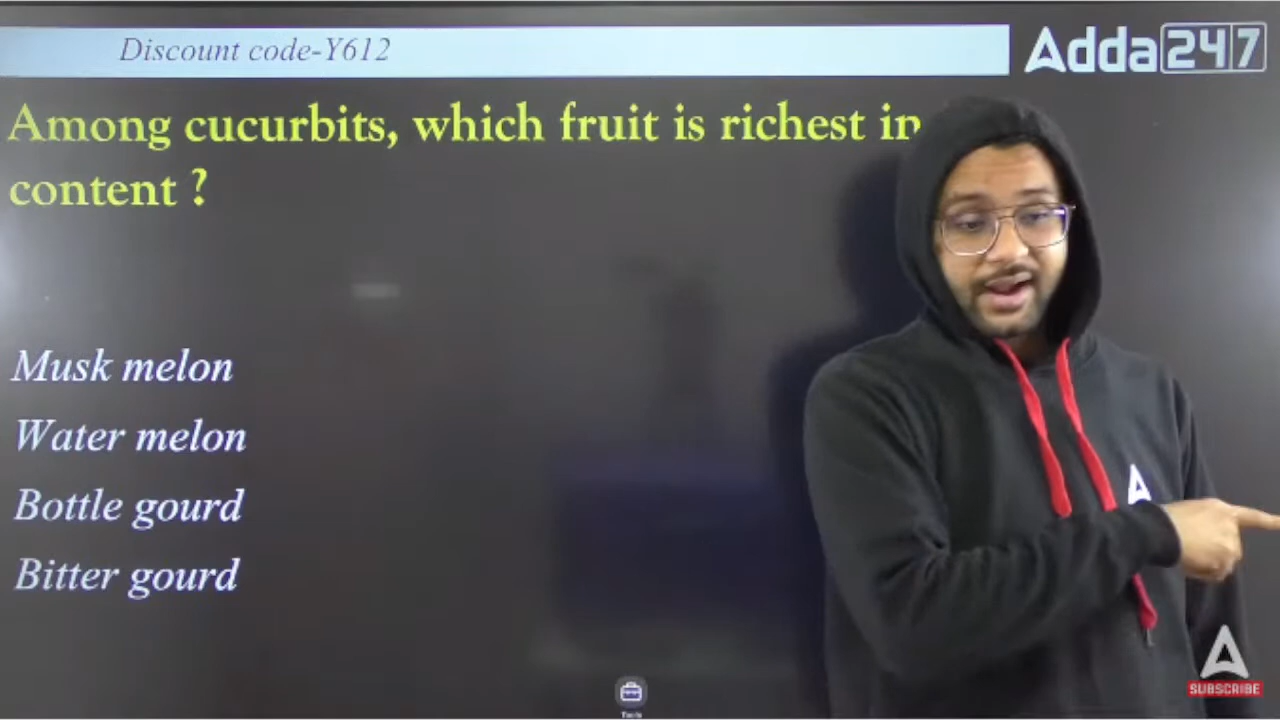 Discount code-Y612
Adda247
Among cucurbits, which fruit is richest in
content ?
Musk melon
Water melon
Bottle gourd
Bitter gourd
Tools
SUBSCRIBE